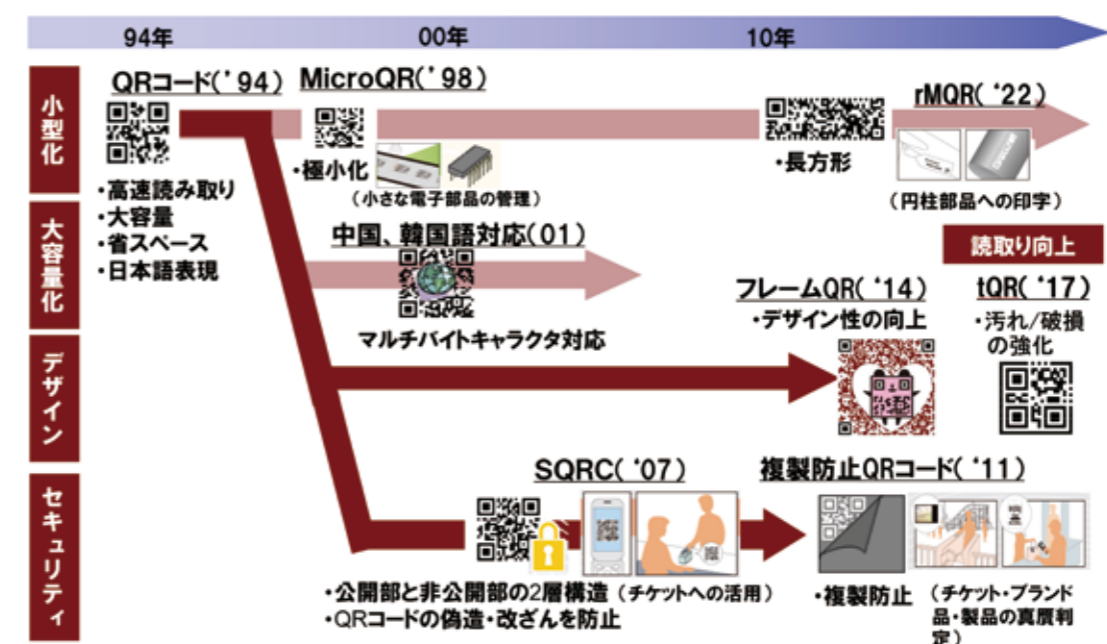 94年
00年
10年
小型化
QRコード('94)
・高速読み取り
・大容量
・省スペース
・日本語表現
MicroQR('98)
・極小化
(小さな電子部品の管理)
rMQR('22)
・長方形
(円柱部品への印字)
大容量化
中国、韓国語対応(01)
マルチバイトキャラクタ対応
読取り向上
tQR('17)
・汚れ/破損
の強化
デザイン
フレームQR('14)
・デザイン性の向上
セキュリティ
SQRC('07)
・公開部と非公開部の2層構造
(チケットへの活用)
・QRコードの偽造・改ざんを防止
複製防止QRコード('11)
・複製防止
(チケット・ブランド
品・製品の真贋判
定)